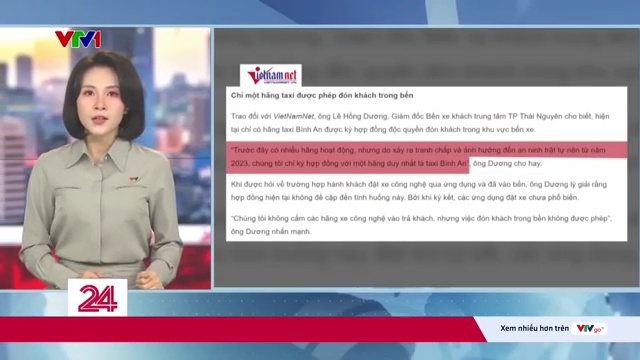 VTV1
vietnamnet
Chỉ một hãng taxi được phép đón khách trong bến
Trao đổi với VietNamNet, ông Lê Hồng Dương, Giám đốc Bến xe khách trung tâm TP Thái Nguyên cho biết, hiện
tại chỉ có hãng taxi Bình An được ký hợp đồng độc quyền đón khách trong khu vực bến xe.
“Trước đây có nhiều hãng hoạt động, nhưng do xảy ra tranh chấp và ảnh hưởng đến an ninh trật tự nên từ năm
2023, chúng tôi chỉ ký hợp đồng với một hãng duy nhất là taxi Bình An”, ông Dương cho hay.
Khi được hỏi về trường hợp hành khách đặt xe công nghệ qua ứng dụng và đã vào bến, ông Dương lý giải rằng
hợp đồng hiện tại không đề cập đến tình huống này. Bởi khi ký kết, các ứng dụng đặt xe chưa phổ biến.
“Chúng tôi không cấm các hãng xe công nghệ vào trả khách, nhưng việc đón khách trong bến không được phép”,
ông Dương nhấn mạnh.
24
Xem nhiều hơn trên
VTVgo